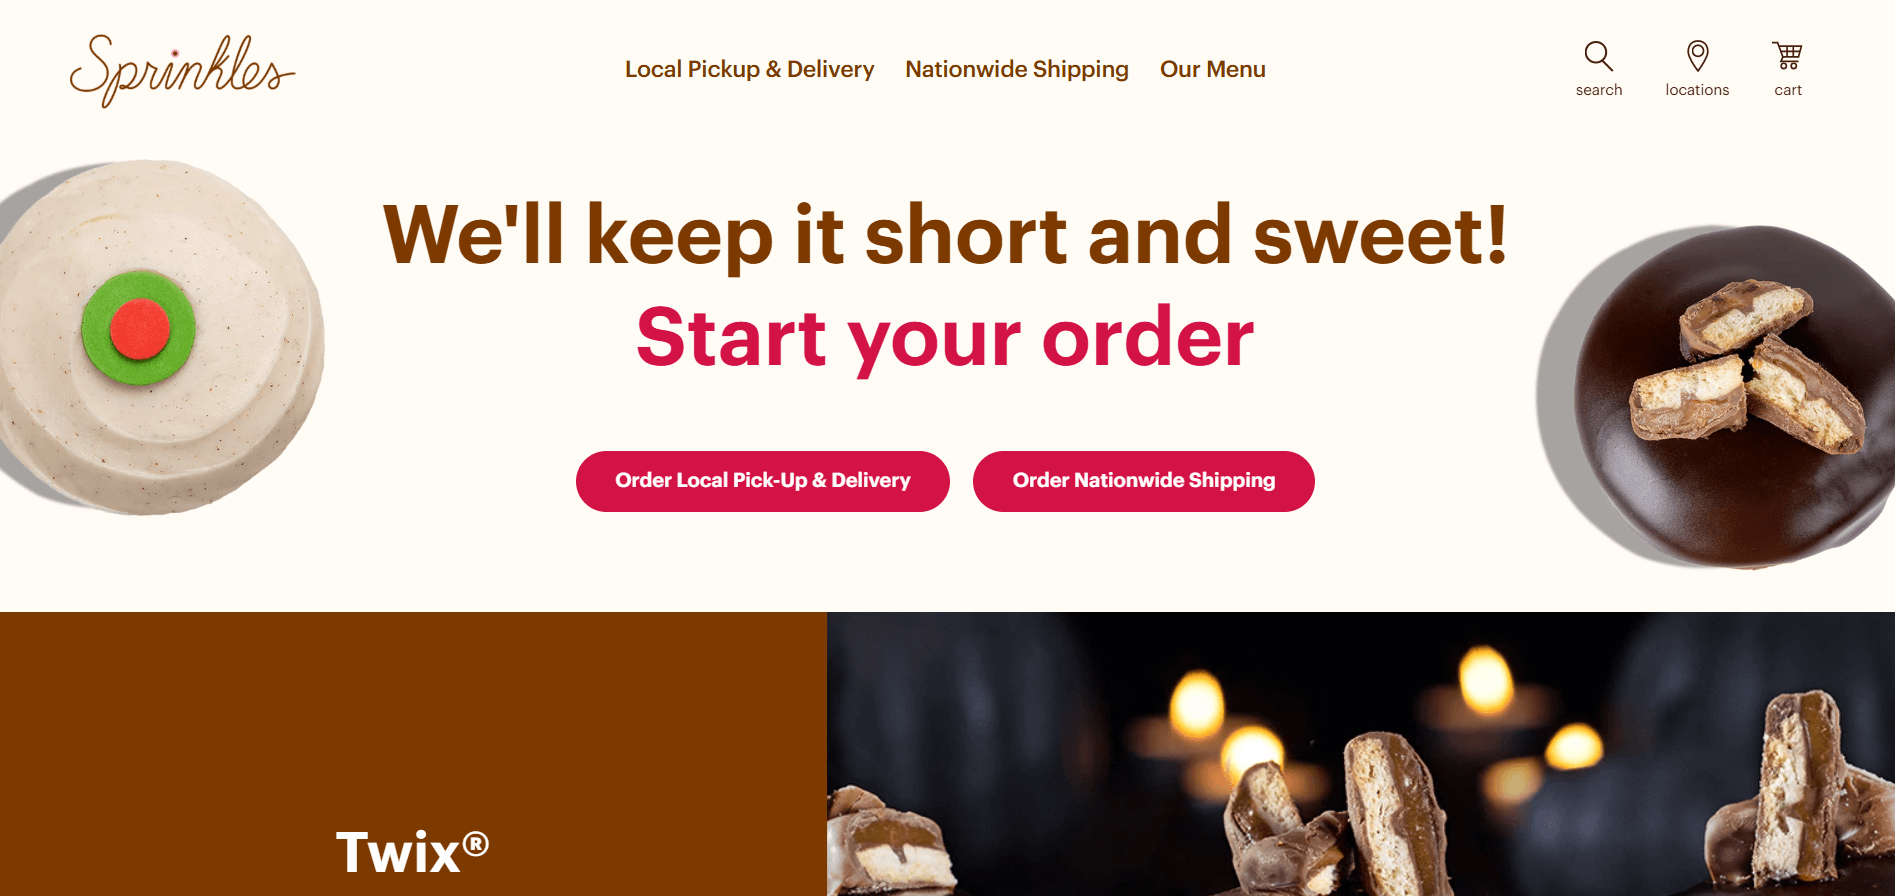 Sprinkles
Local Pickup & Delivery
Nationwide Shipping
Our Menu
search
locations
cart
We'll keep it short and sweet!
Start your order
Order Local Pick-Up & Delivery
Order Nationwide Shipping
Twix®